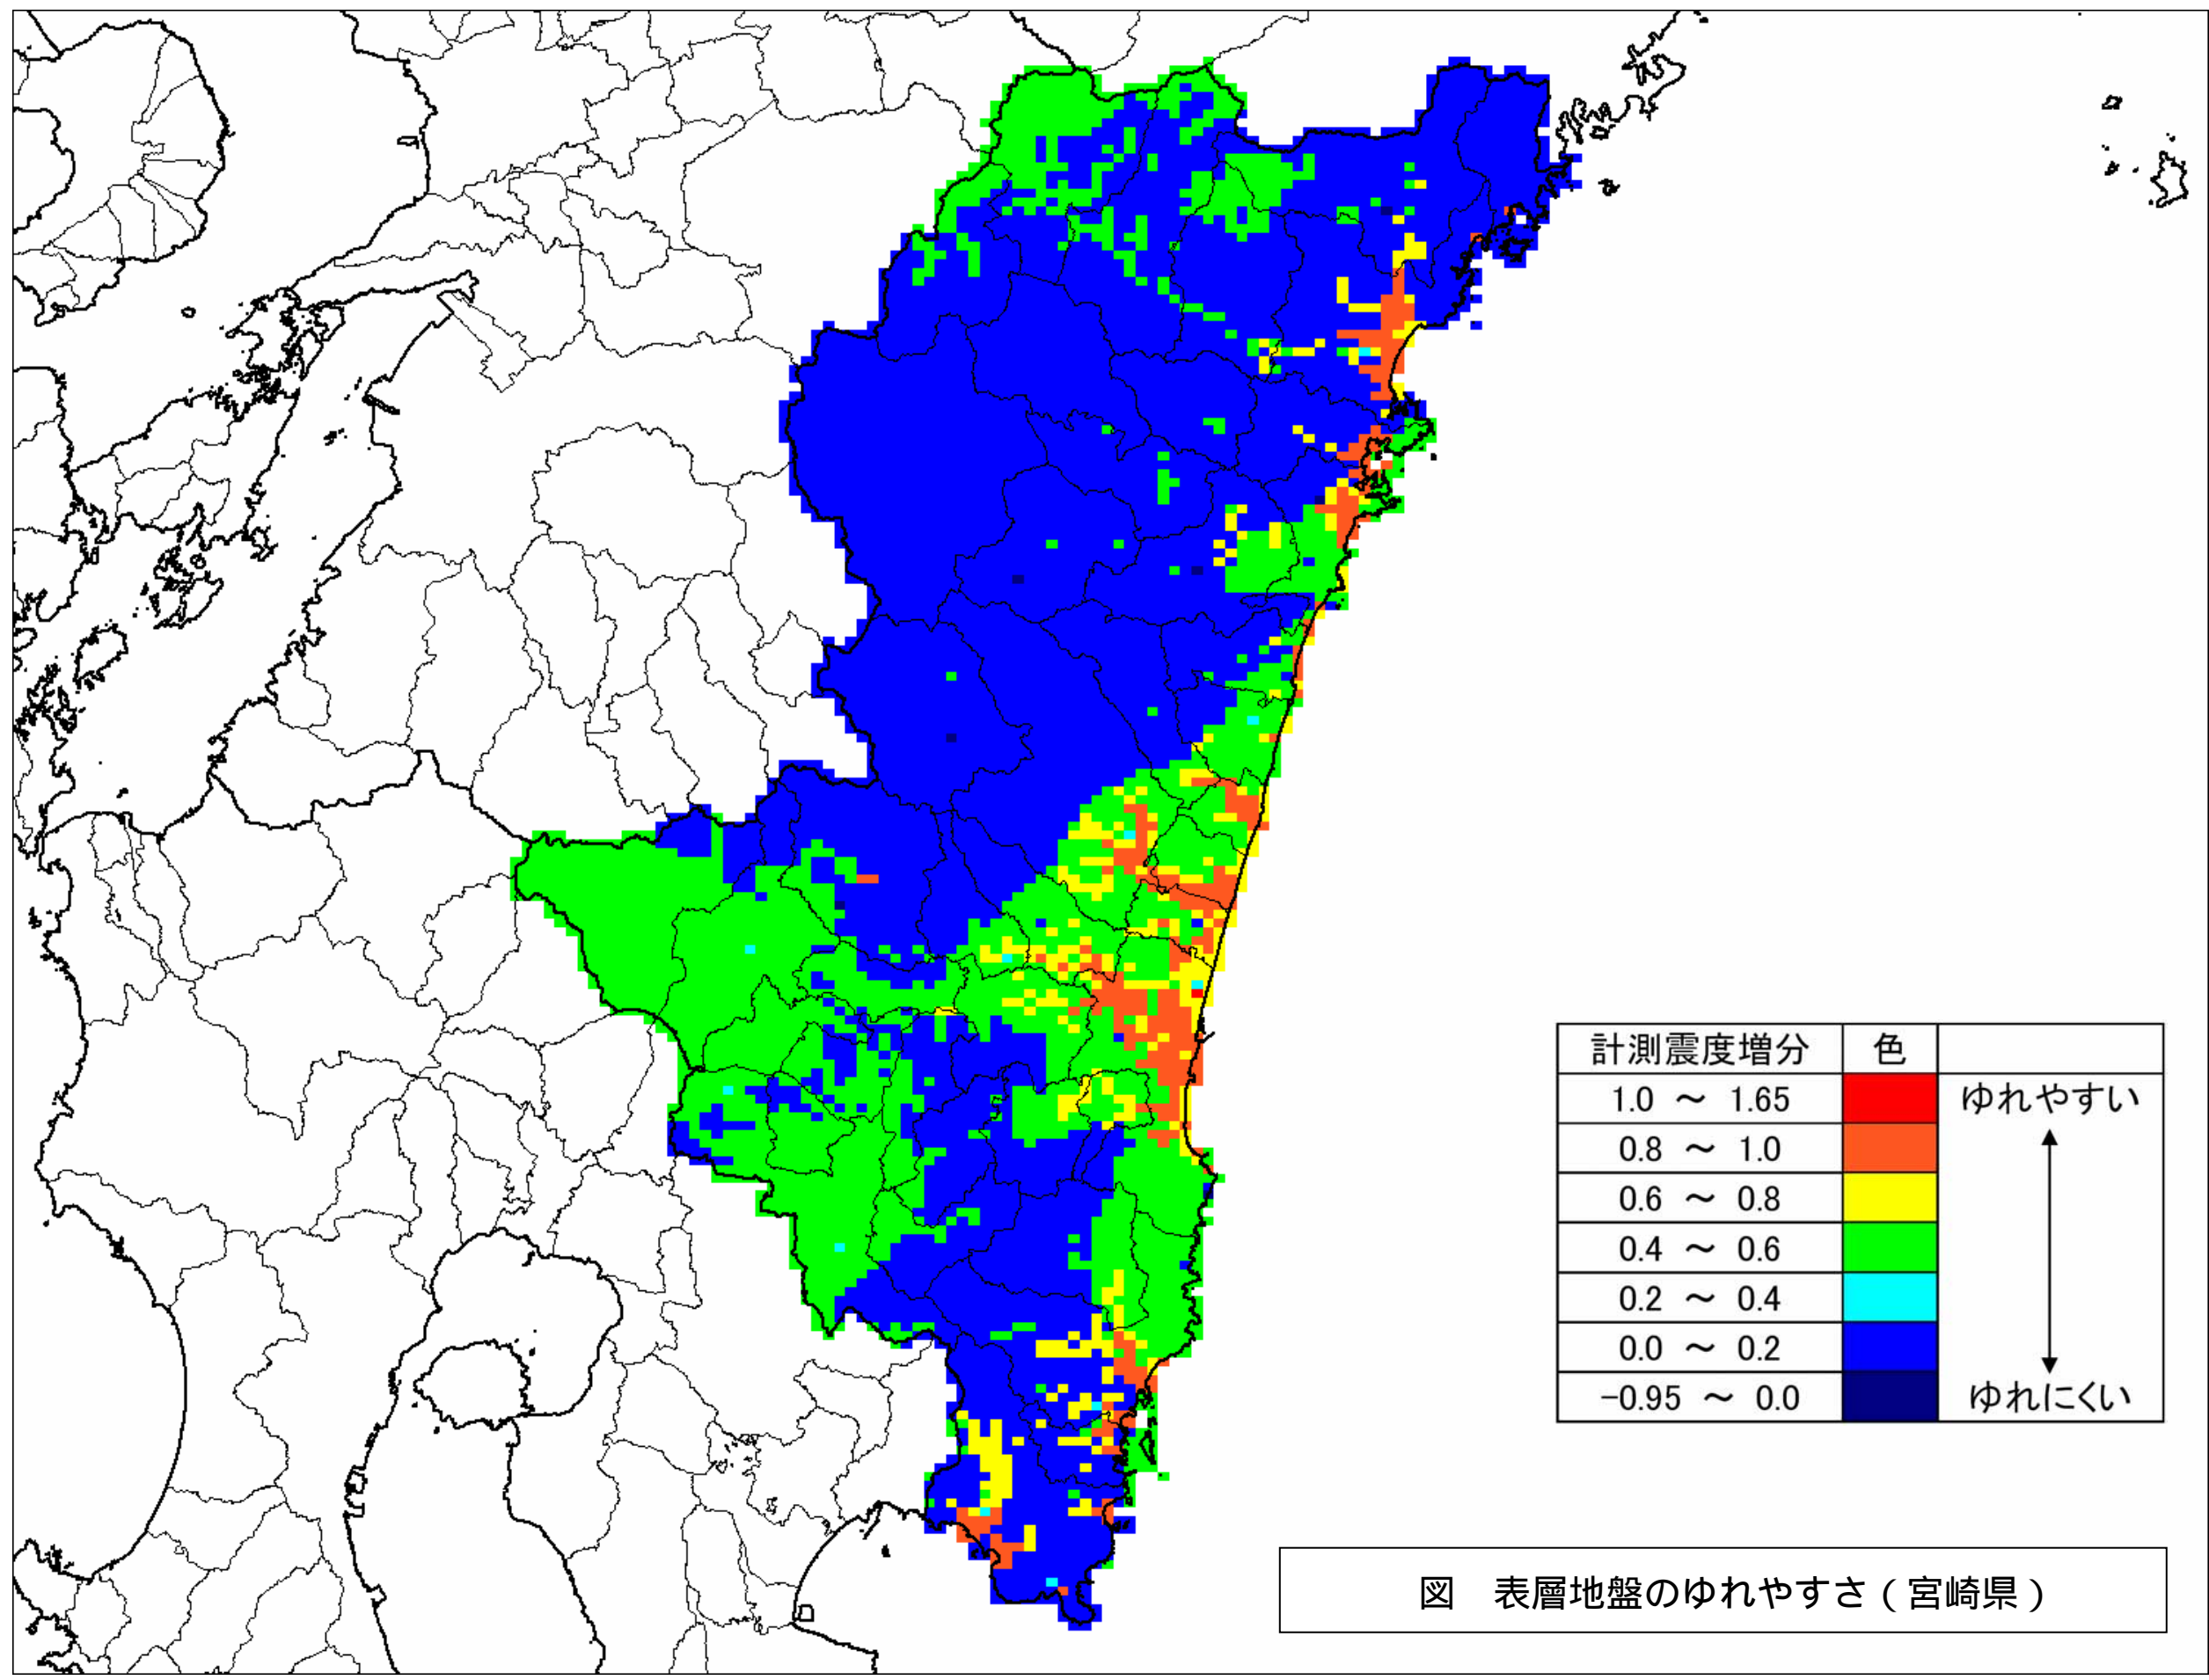 計測震度増分 色
1.0 ～ 1.65 ゆれやすい
0.8 ～ 1.0
0.6 ～ 0.8
0.4 ～ 0.6
0.2 ～ 0.4
0.0 ～ 0.2
-0.95 ～ 0.0 ゆれにくい
図　表層地盤のゆれやすさ（宮崎県）